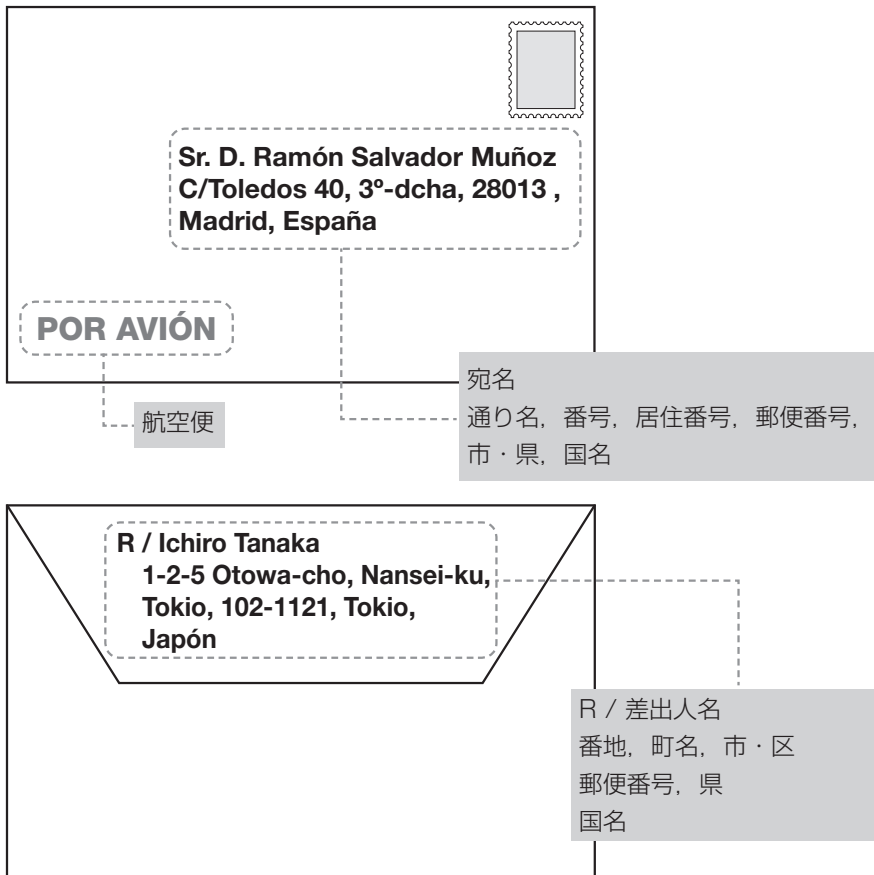 Sr. D. Ramón Salvador Muñoz
C/Toledos 40, 3º-dcha, 28013 ,
Madrid, España
POR AVIÓN
航空便
宛名
通り名，番号，居住番号，郵便番号，
市・県，国名
R / Ichiro Tanaka
1-2-5 Otowa-cho, Nansei-ku,
Tokio, 102-1121, Tokio,
Japón
R / 差出人名
番地，町名，市・区
郵便番号，県
国名